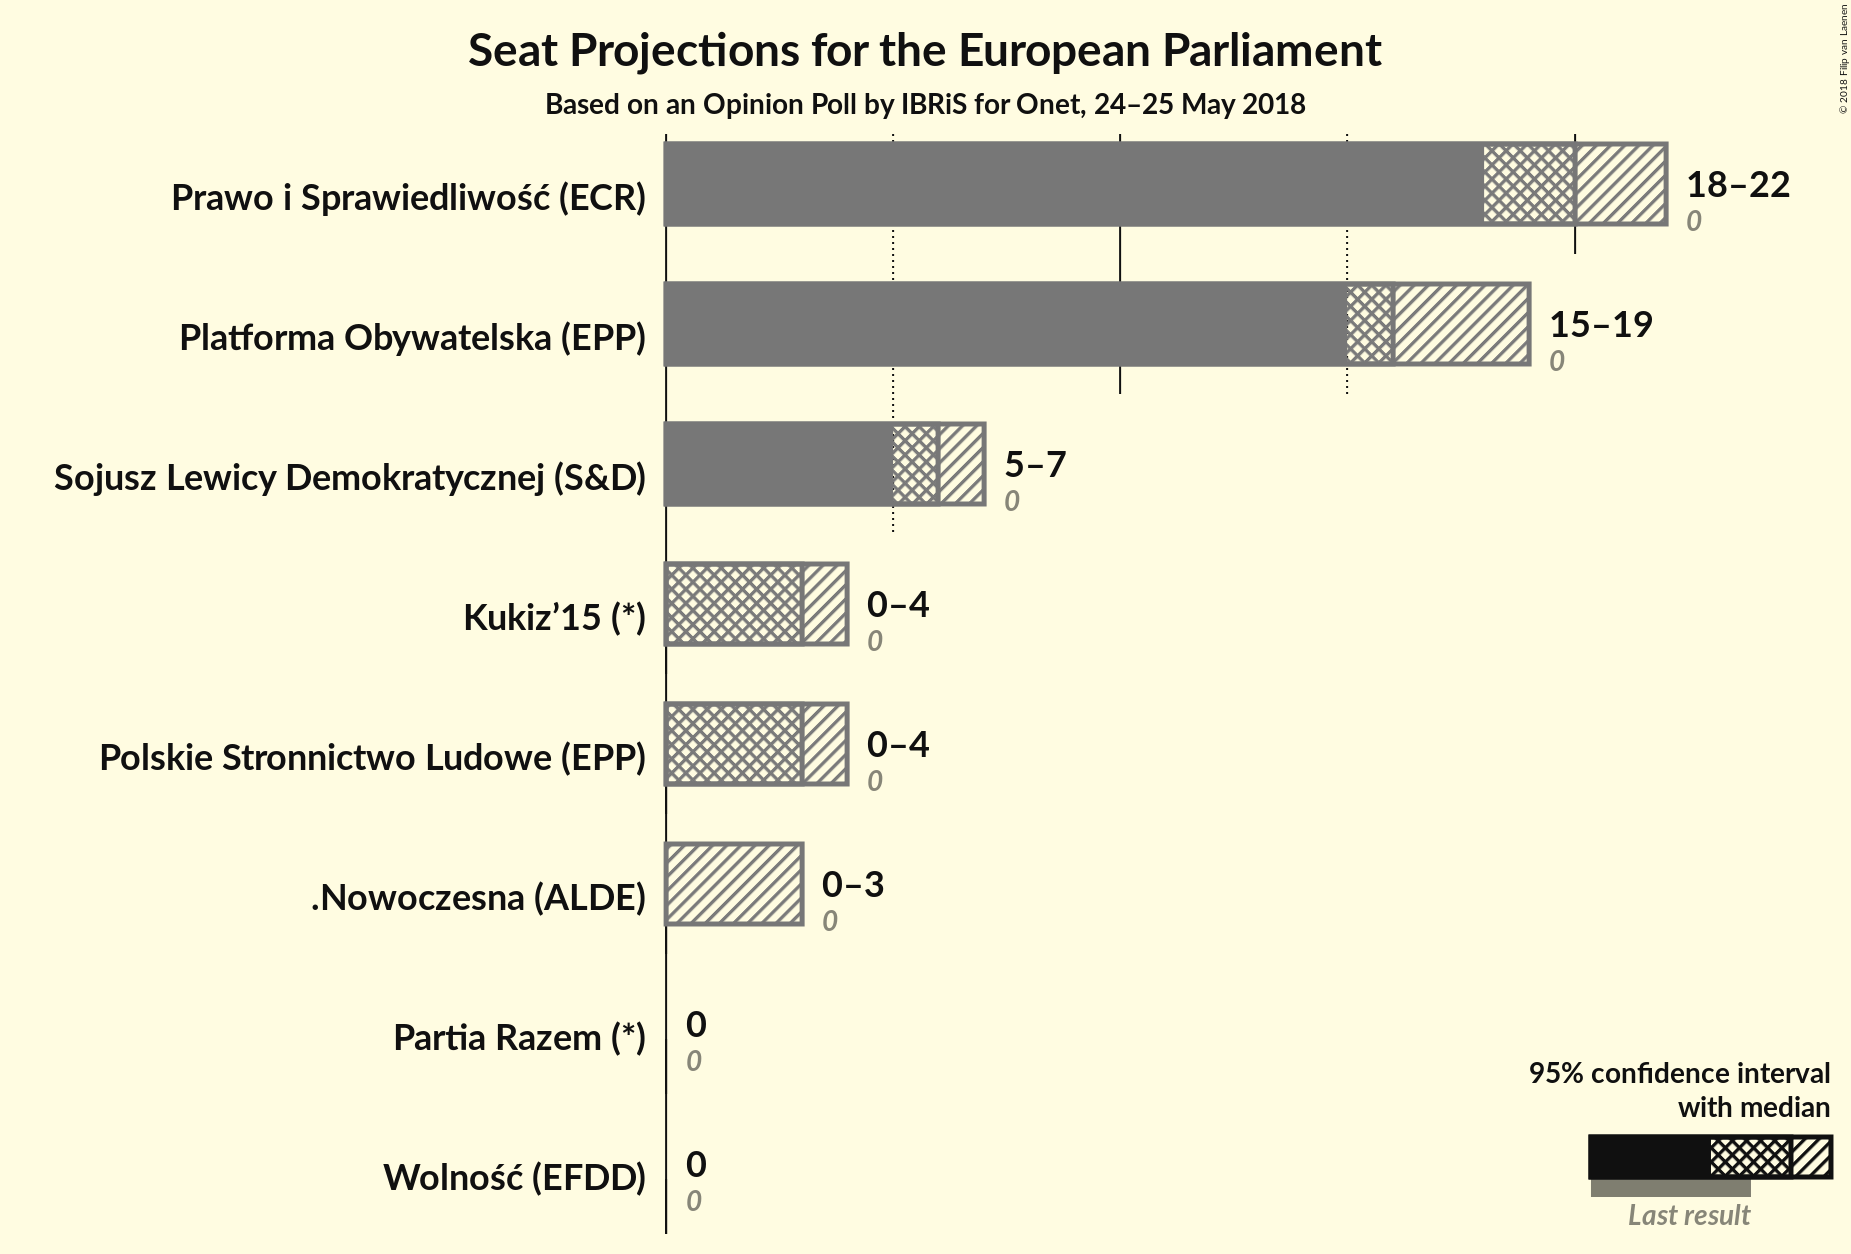 Seat Projections for the European Parliament
Based on an Opinion Poll by IBRiS for Onet, 24–25 May 2018
© 2018 Filip van Laenen
Prawo i Sprawiedliwość (ECR)
18–22
0
Platforma Obywatelska (EPP)
15–19
0
Sojusz Lewicy Demokratycznej (S&D)
5–7
0
Kukiz’15 (*)
0–4
0
Polskie Stronnictwo Ludowe (EPP)
0–4
0
.Nowoczesna (ALDE)
0–3
0
Partia Razem (*)
0
0
Wolność (EFDD)
0
0
95% confidence interval
with median
Last result